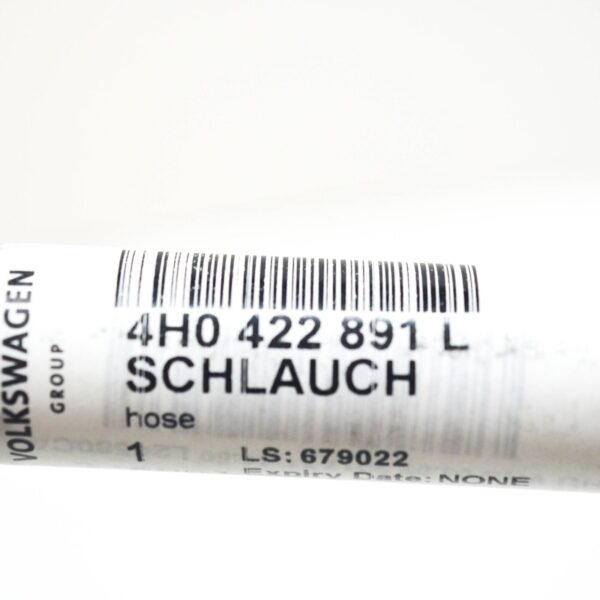 VOLKSWAGEN
GROUP
4H0 422 891 L
SCHLAUCH
hose
1 LS: 679022
Expiry Date: NONE